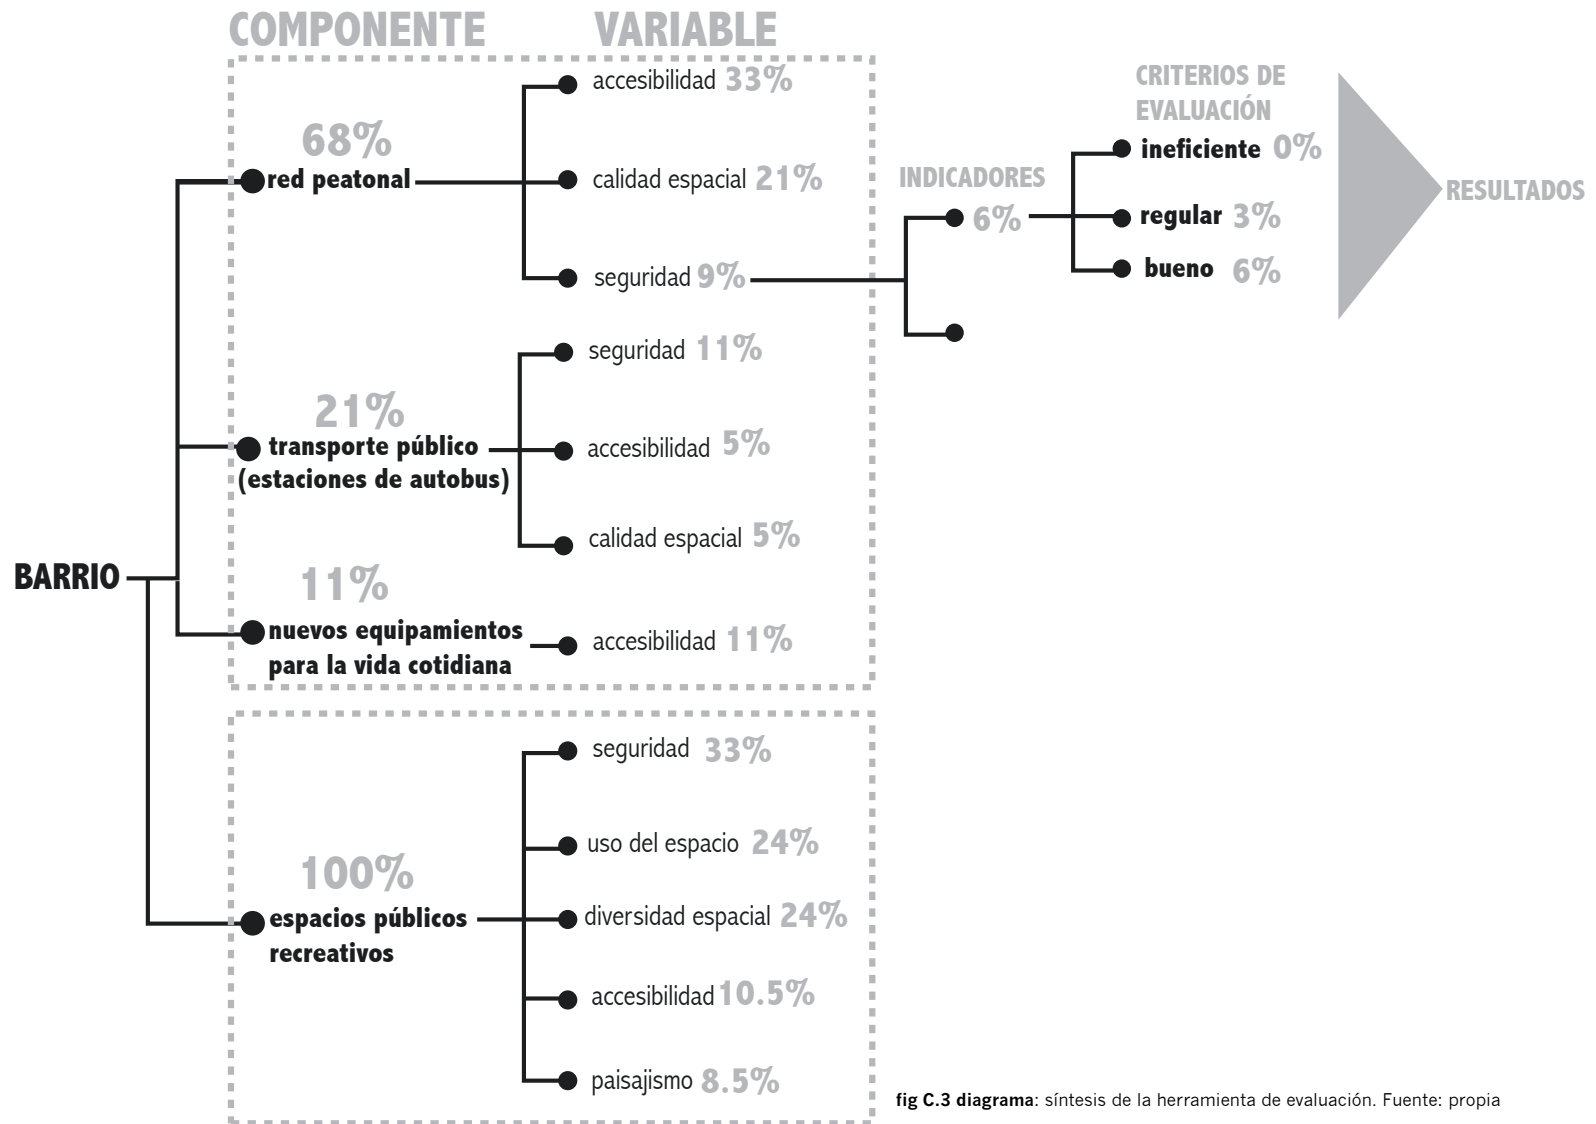 COMPONENTE
VARIABLE
BARRIO
68%
red peatonal
accesibilidad 33%
calidad espacial 21%
seguridad 9%
INDICADORES
6%
CRITERIOS DE
EVALUACIÓN
ineficiente 0%
regular 3%
bueno 6%
RESULTADOS
21%
transporte público
(estaciones de autobus)
seguridad 11%
accesibilidad 5%
calidad espacial 5%
11%
nuevos equipamientos
para la vida cotidiana
accesibilidad 11%
100%
espacios públicos
recreativos
seguridad 33%
uso del espacio 24%
diversidad espacial 24%
accesibilidad 10.5%
paisajismo 8.5%
fig C.3 diagrama: síntesis de la herramienta de evaluación. Fuente: propia